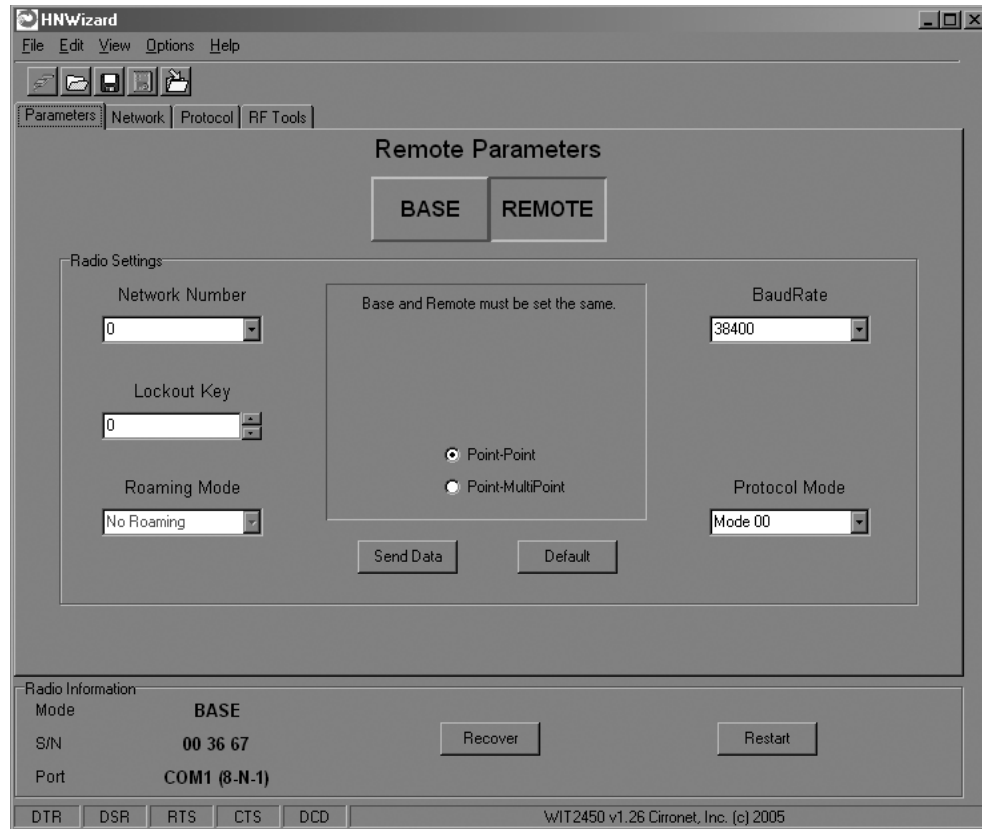 HNWizard
File Edit View Options Help
Parameters Network Protocol RF Tools
Remote Parameters
BASE REMOTE
Radio Settings
Network Number
0
Lockout Key
0
Roaming Mode
No Roaming
Base and Remote must be set the same.
Point-Point
Point-MultiPoint
Send Data Default
BaudRate
38400
Protocol Mode
Mode 00
Radio Information
Mode BASE
S/N 00 36 67
Port COM1 (8-N-1)
Recover Restart
DTR DSR RTS CTS DCD WIT2450 v1.26 Cirronet, Inc. (c) 2005